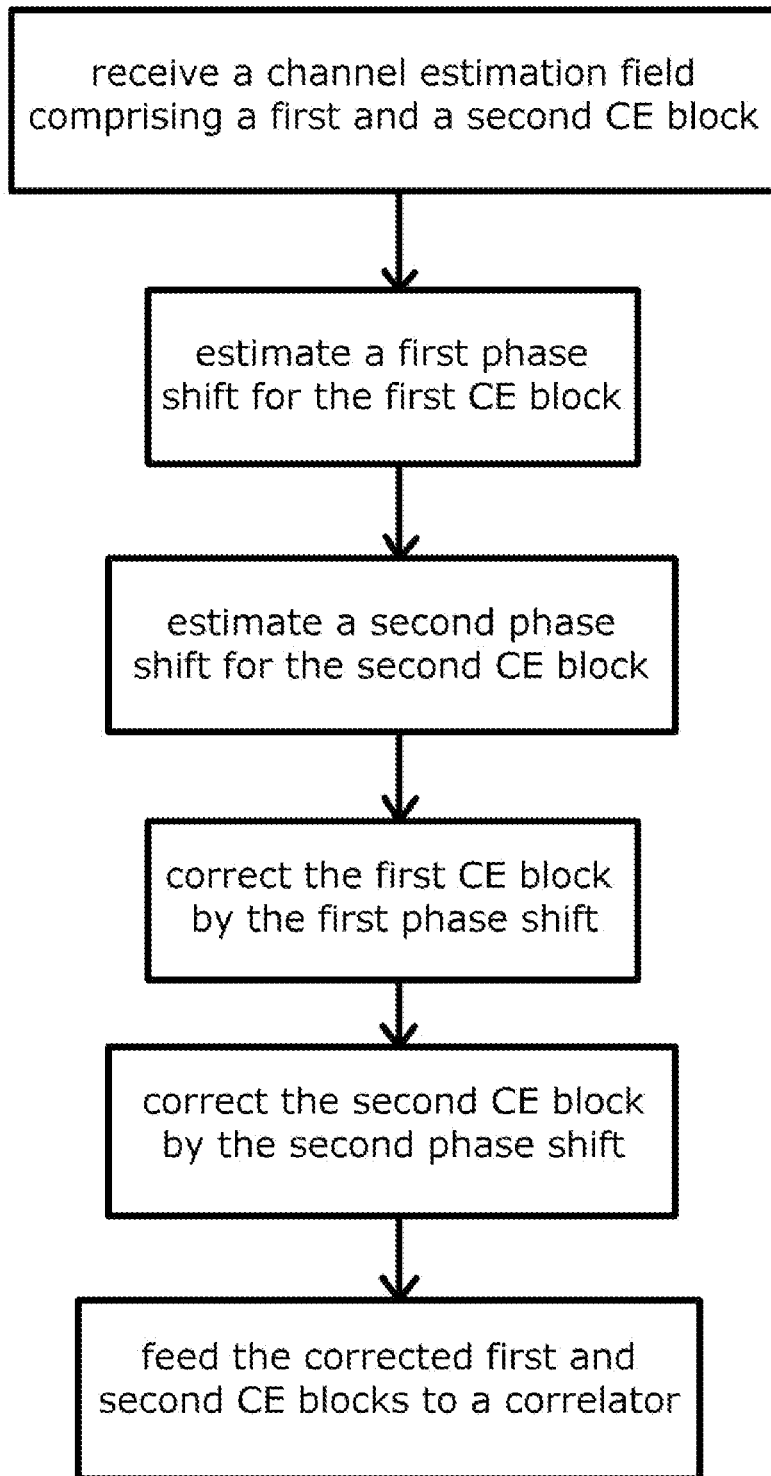 receive a channel estimation field
comprising a first and a second CE block
estimate a first phase
shift for the first CE block
estimate a second phase
shift for the second CE block
correct the first CE block
by the first phase shift
correct the second CE block
by the second phase shift
feed the corrected first and
second CE blocks to a correlator